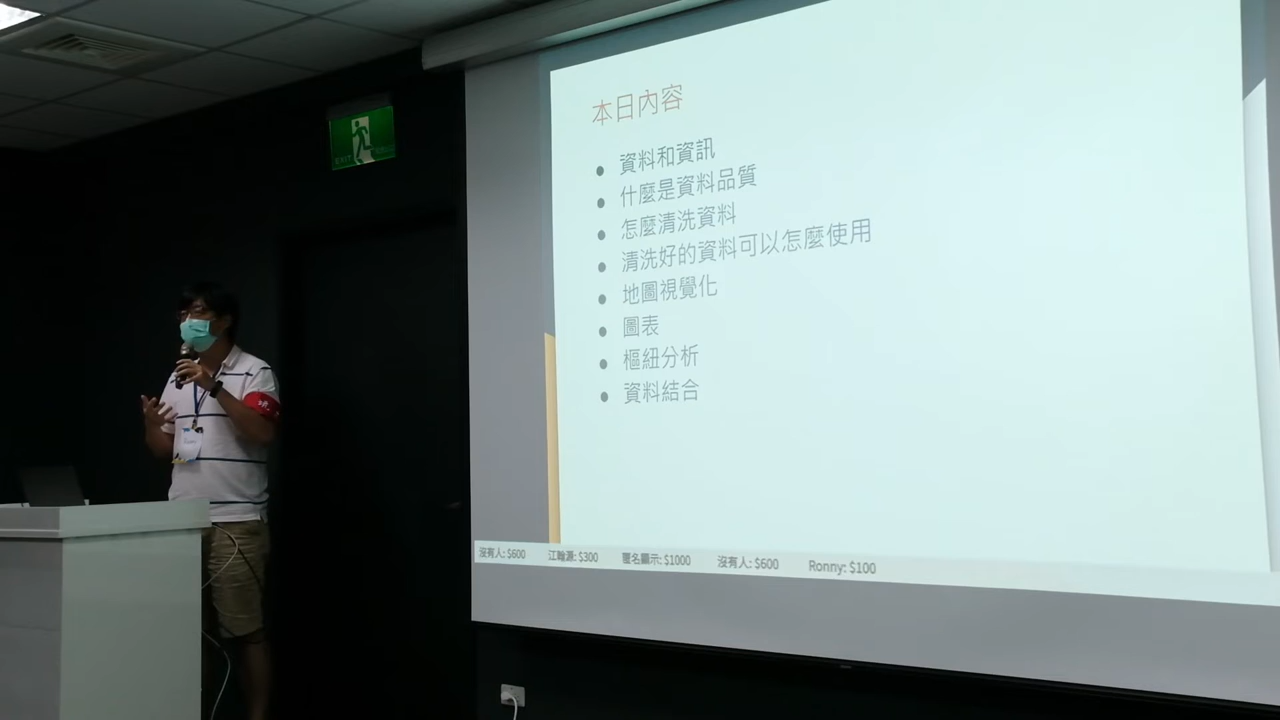 本日內容
資料和資訊
什麼是資料品質
怎麼清洗資料
清洗好的資料可以怎麼使用
地圖視覺化
圖表
樞紐分析
資料結合
沒有人: $600 江翰源: $300 匿名顯示: $1000 沒有人: $600 Ronny: $100
EXIT